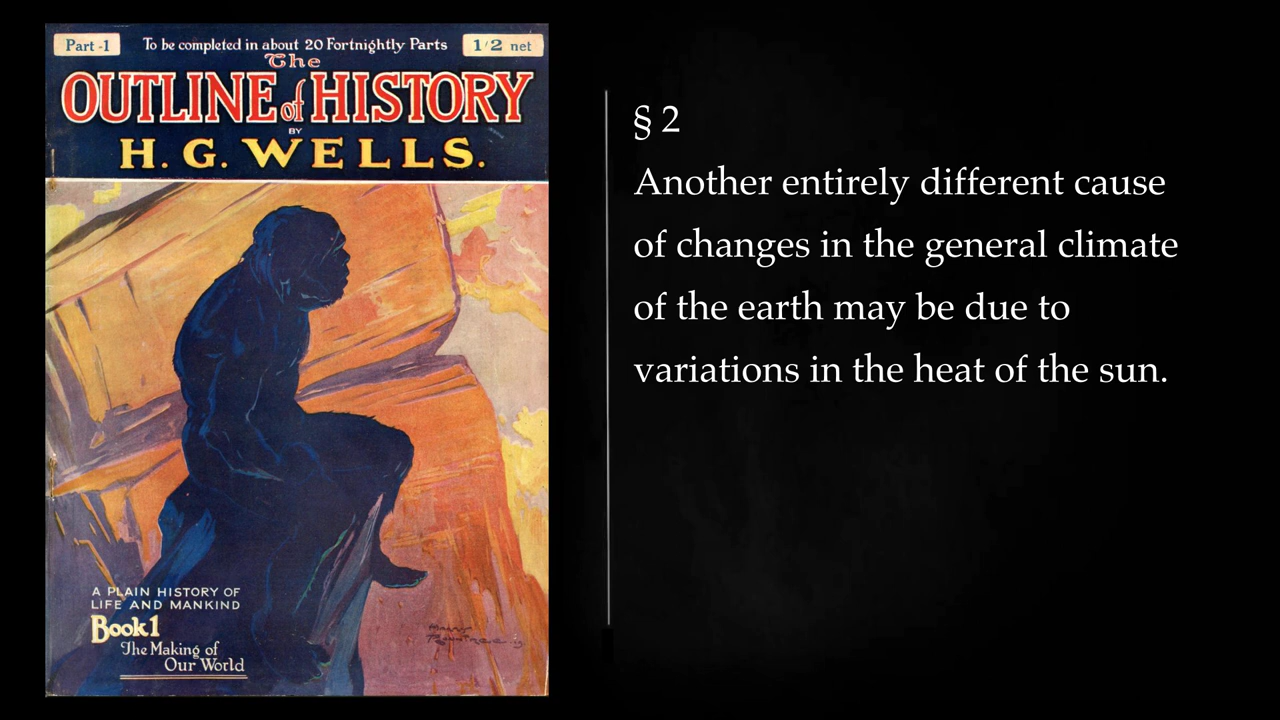 Part -1
To be completed in about 20 Fortnightly Parts
1/2 net
The
OUTLINE of HISTORY
BY
H. G. WELLS.
A PLAIN HISTORY OF
LIFE AND MANKIND
Book 1
The Making of
Our World
§ 2
Another entirely different cause
of changes in the general climate
of the earth may be due to
variations in the heat of the sun.